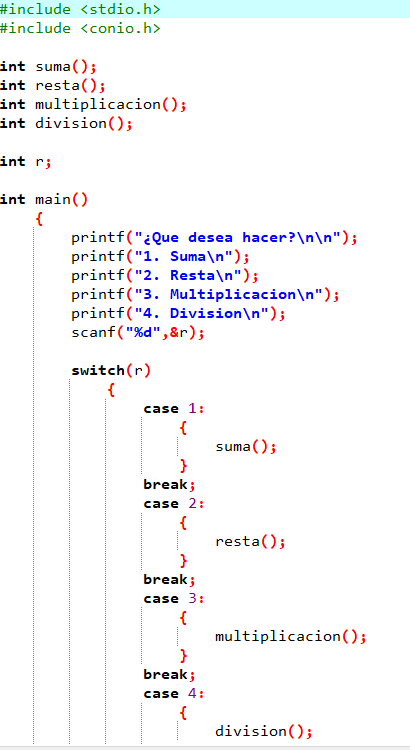 #include <stdio.h>
#include <conio.h>
int suma();
int resta();
int multiplicacion();
int division();
int r;
int main()
{
printf("¿Que desea hacer?\n\n");
printf("1. Suma\n");
printf("2. Resta\n");
printf("3. Multiplicacion\n");
printf("4. Division\n");
scanf("%d",&r);
switch(r)
{
case 1:
{
suma();
}
break;
case 2:
{
resta();
}
break;
case 3:
{
multiplicacion();
}
break;
case 4:
{
division();